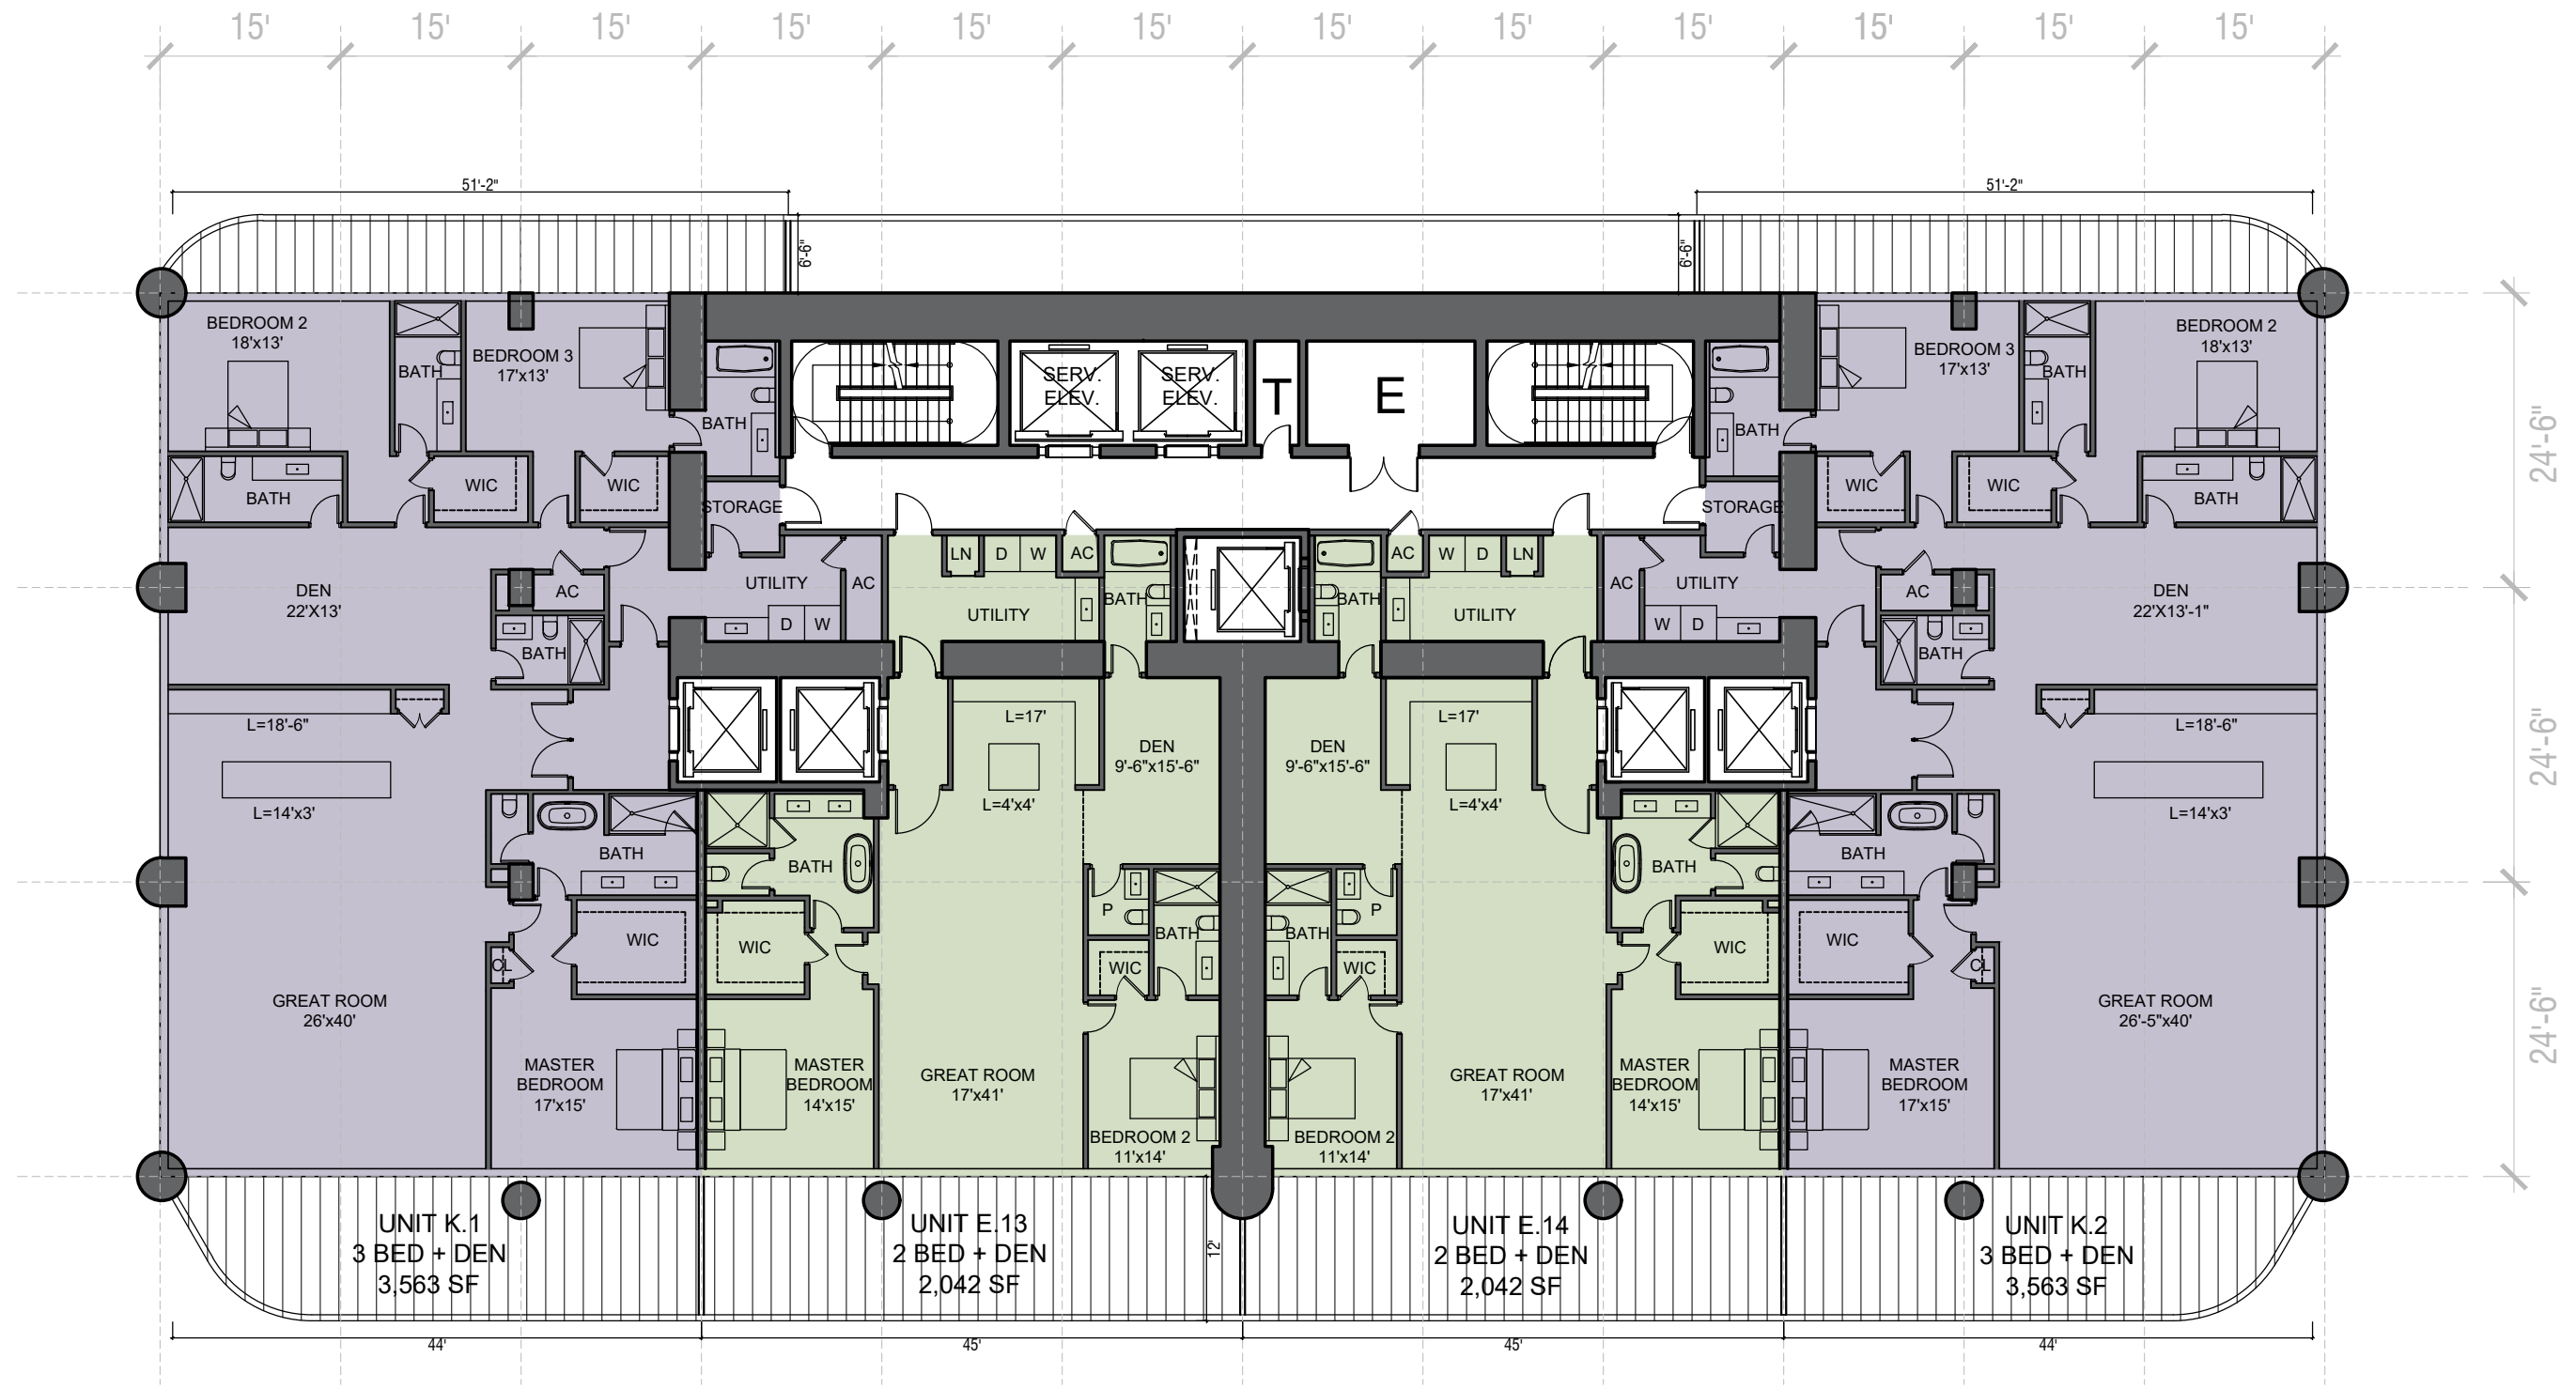 15' 15' 15' 15' 15' 15' 15' 15' 15' 15' 15' 15'
51'-2" 51'-2"
6'-6" 6'-6"
24'-6"
24'-6"
24'-6"
BEDROOM 2
18'x13'
BATH
BEDROOM 3
17'x13'
BATH
BATH
WIC
WIC
STORAGE
DEN
22'X13'
AC
BATH
UTILITY
D W
AC
L=18'-6"
L=14'x3'
BATH
WIC
CL
GREAT ROOM
26'x40'
MASTER
BEDROOM
17'x15'
SERV.
ELEV.
SERV.
ELEV.
T
E
LN D W AC
UTILITY
BATH
L=17'
L=4'x4'
DEN
9'-6"x15'-6"
BATH
WIC
P
BATH
WIC
MASTER
BEDROOM
14'x15'
GREAT ROOM
17'x41'
BEDROOM 2
11'x14'
AC W D LN
BATH
UTILITY
DEN
9'-6"x15'-6"
L=17'
L=4'x4'
P
BATH
WIC
BATH
WIC
BEDROOM 2
11'x14'
GREAT ROOM
17'x41'
MASTER
BEDROOM
14'x15'
BEDROOM 3
17'x13'
BATH
BEDROOM 2
18'x13'
BATH
WIC
WIC
BATH
STORAGE
AC
UTILITY
W D
AC
BATH
DEN
22'X13'-1"
L=18'-6"
L=14'x3'
BATH
WIC
CL
GREAT ROOM
26'-5"x40'
MASTER
BEDROOM
17'x15'
UNIT K.1
3 BED + DEN
3,563 SF
UNIT E.13
2 BED + DEN
2,042 SF
12'
UNIT E.14
2 BED + DEN
2,042 SF
UNIT K.2
3 BED + DEN
3,563 SF
44' 45' 45' 44'